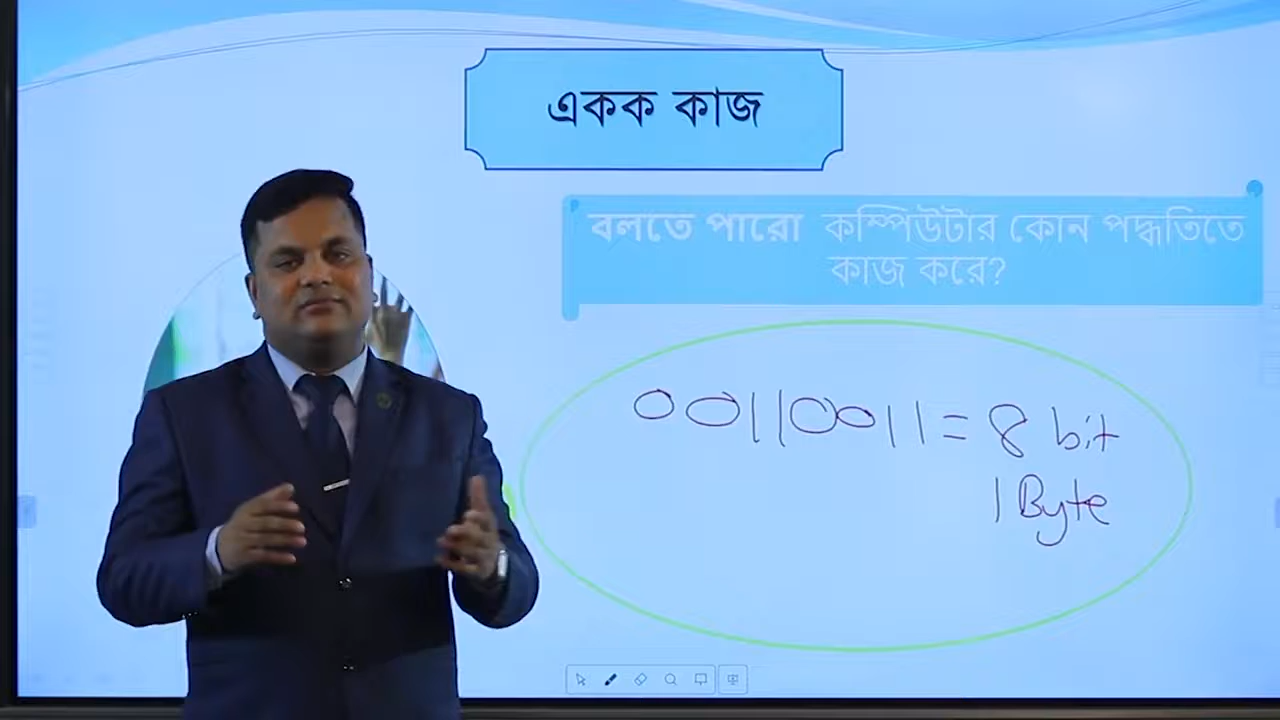 একক কাজ
বলতে পারো কম্পিউটার কোন পদ্ধতিতে
কাজ করে?
00110011 = 8 bit
1 Byte